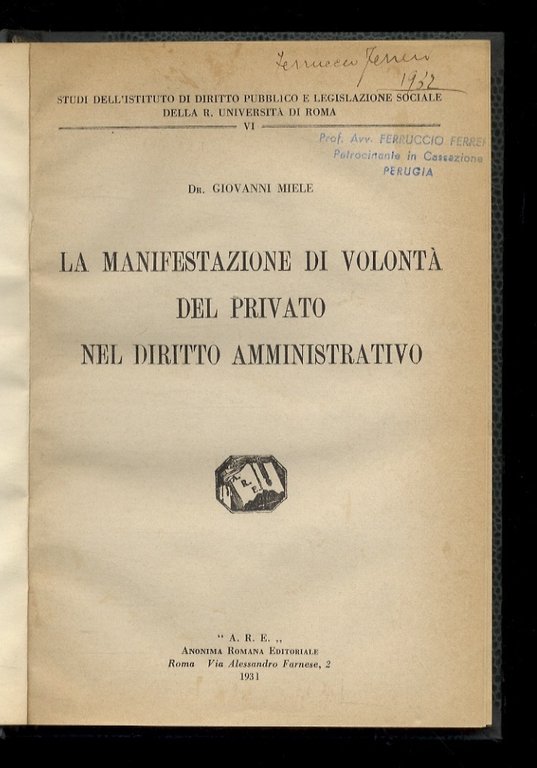 Ferruccio Ferreri
1932
STUDI DELL'ISTITUTO DI DIRITTO PUBBLICO E LEGISLAZIONE SOCIALE
DELLA R. UNIVERSITÀ DI ROMA
VI
Prof. Avv. FERRUCCIO FERRER
Patrocinante in Cassazione
PERUGIA
DR. GIOVANNI MIELE
LA MANIFESTAZIONE DI VOLONTÀ
DEL PRIVATO
NEL DIRITTO AMMINISTRATIVO
A. R. E.
" A. R. E. „
ANONIMA ROMANA EDITORIALE
Roma Via Alessandro Farnese, 2
1931